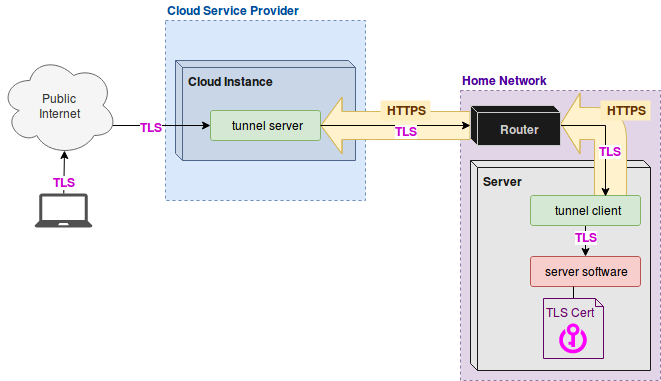 Cloud Service Provider
Cloud Instance
Public
Internet
TLS
tunnel server
TLS
HTTPS
TLS
Home Network
Router
HTTPS
TLS
Server
tunnel client
TLS
server software
TLS Cert